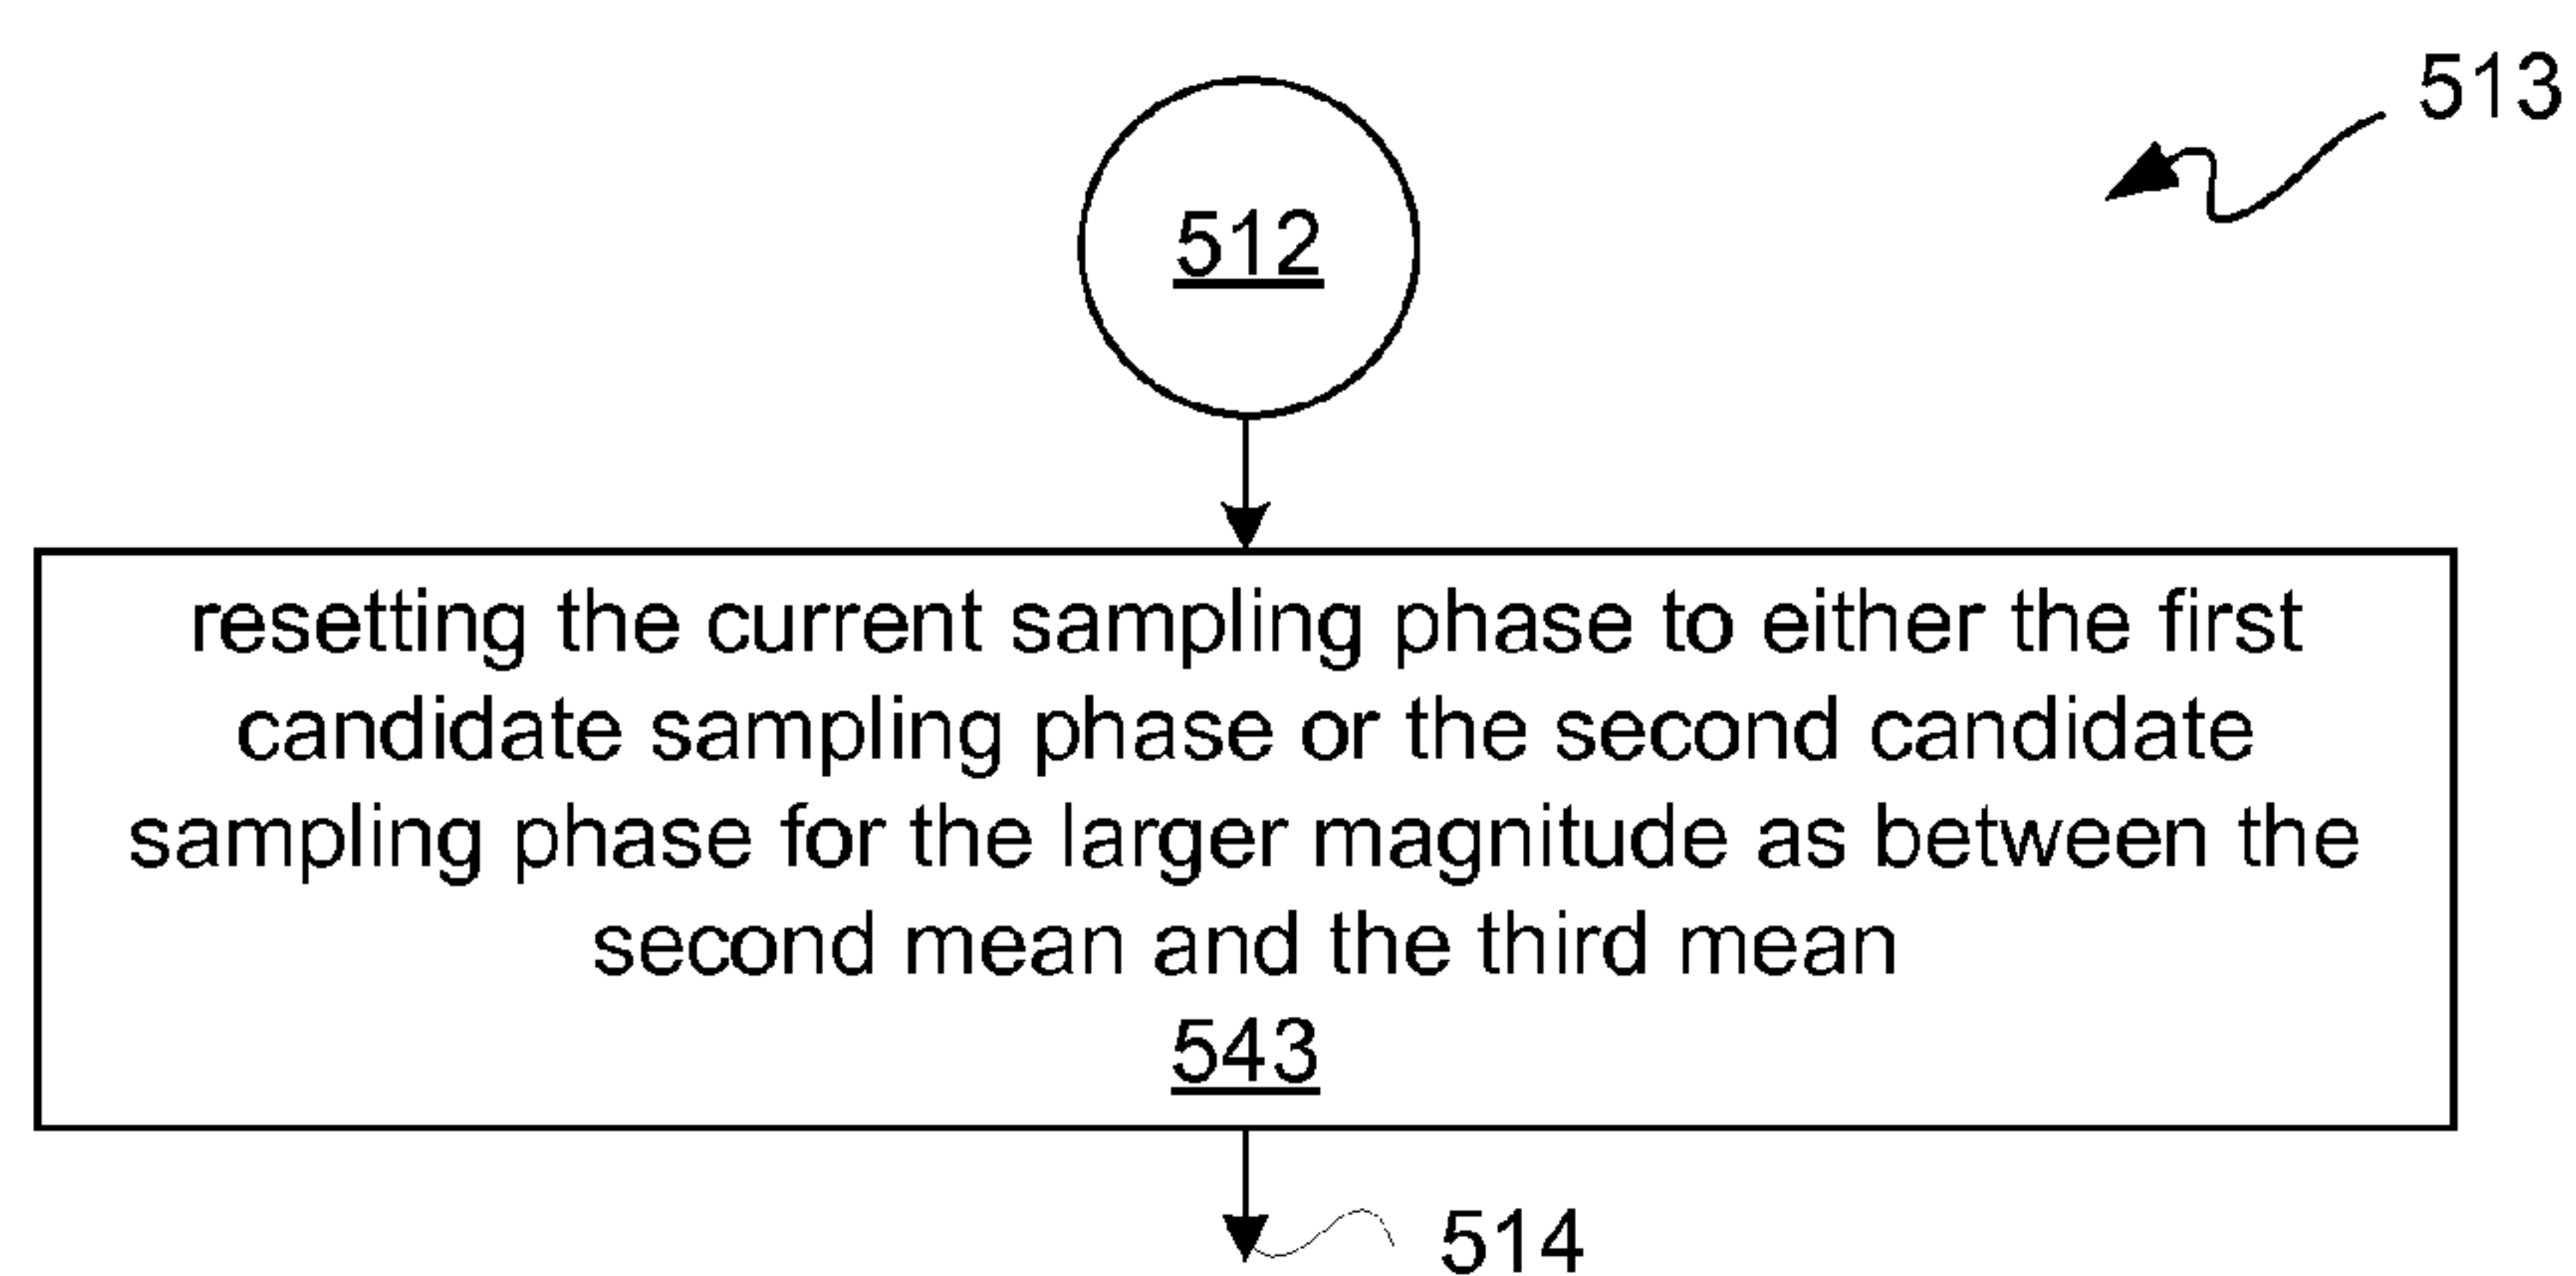 513
512
resetting the current sampling phase to either the first
candidate sampling phase or the second candidate
sampling phase for the larger magnitude as between the
second mean and the third mean
543
514